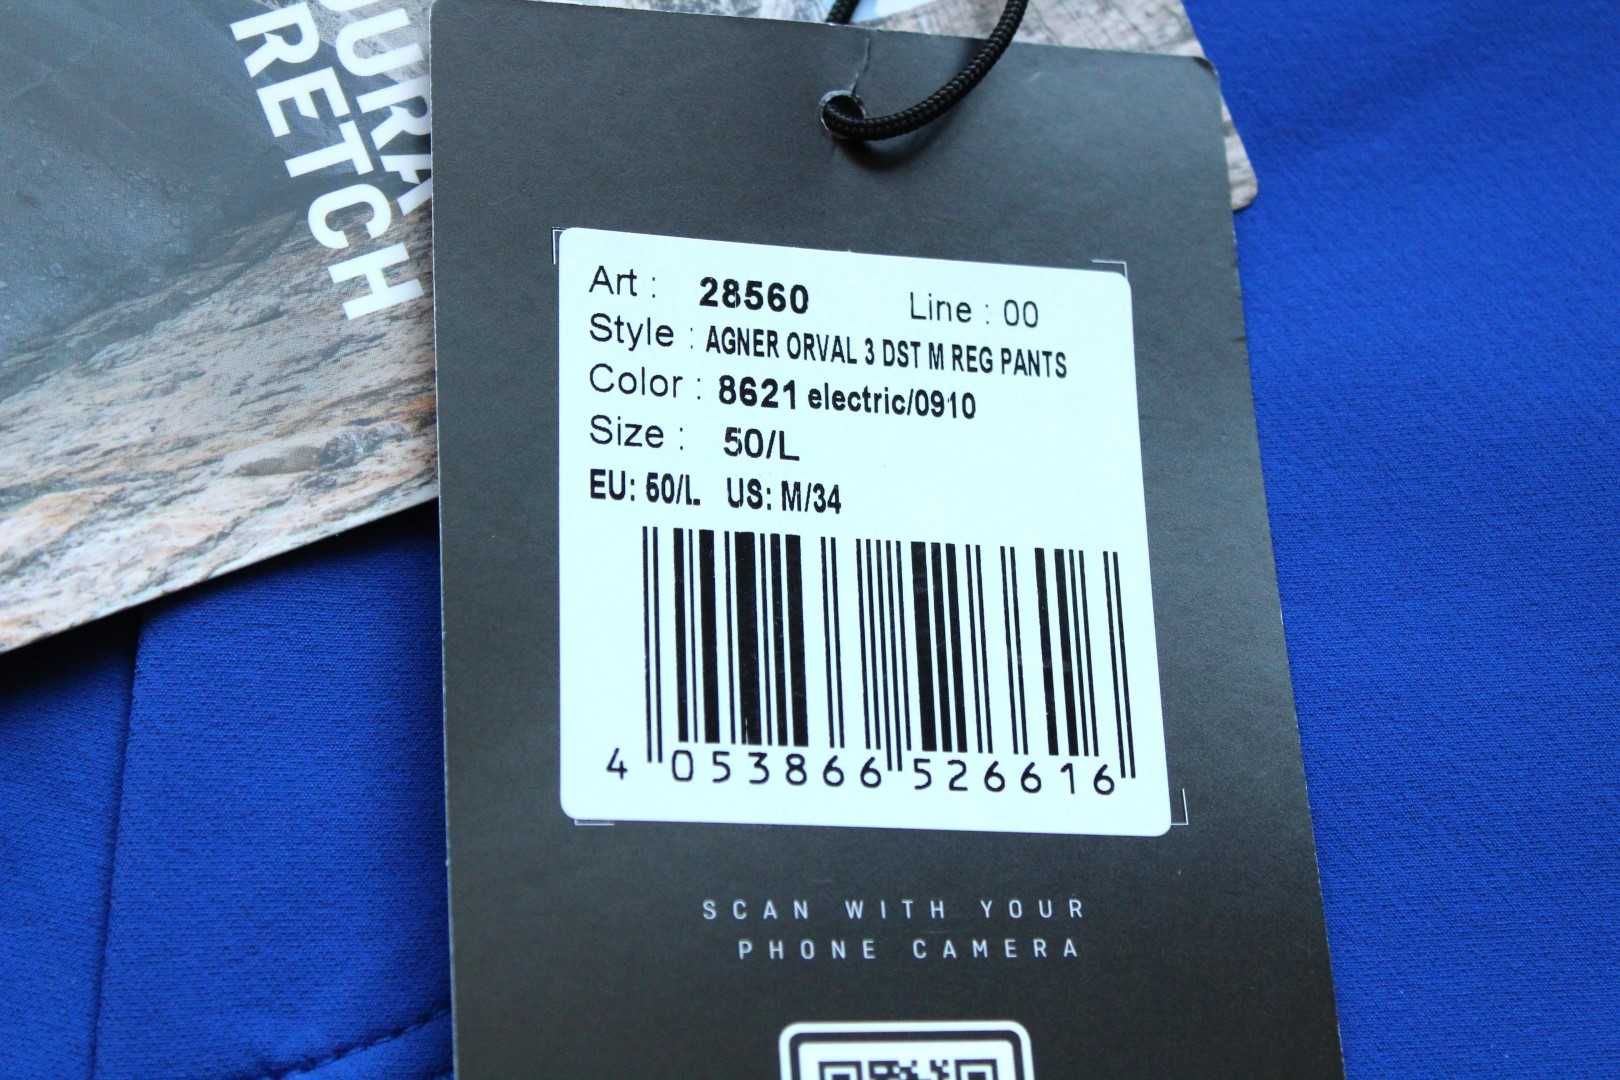 URA
RETCH
Art : 28560 Line : 00
Style : AGNER ORVAL 3 DST M REG PANTS
Color : 8621 electric/0910
Size : 50/L
EU: 50/L US: M/34
4 053866 526616
SCAN WITH YOUR
PHONE CAMERA